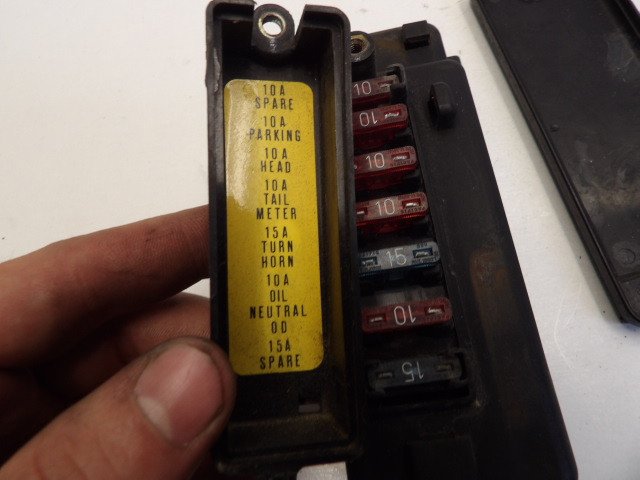 10A
SPARE
10A
PARKING
10A
HEAD
10A
TAIL
METER
15A
TURN
HORN
10A
OIL
NEUTRAL
OD
15A
SPARE
10
10
10
10
15
10
15